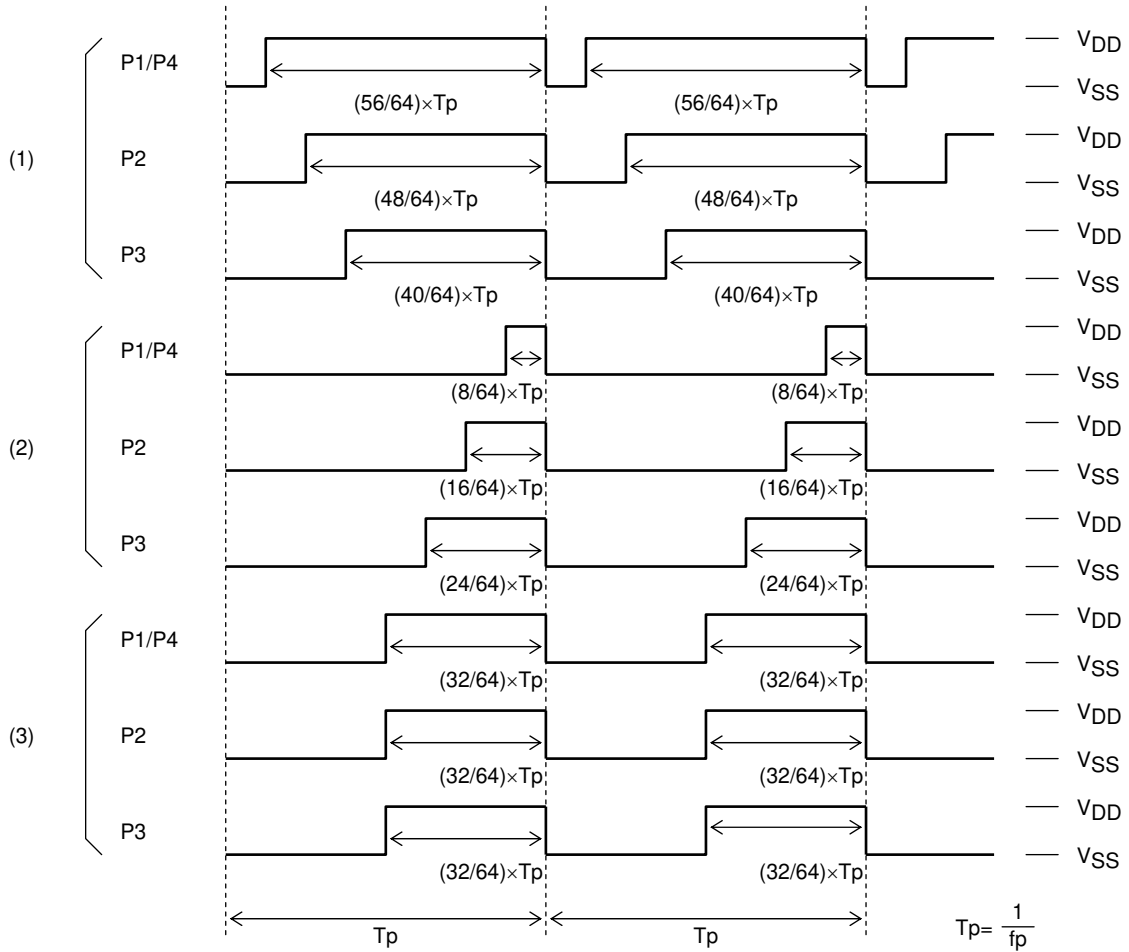 P1/P4
VDD
VSS
(56/64)×Tp (56/64)×Tp
(1)
P2
VDD
VSS
(48/64)×Tp (48/64)×Tp
P3
VDD
VSS
(40/64)×Tp (40/64)×Tp
P1/P4
VDD
VSS
(8/64)×Tp (8/64)×Tp
(2)
P2
VDD
VSS
(16/64)×Tp (16/64)×Tp
P3
VDD
VSS
(24/64)×Tp (24/64)×Tp
P1/P4
VDD
VSS
(32/64)×Tp (32/64)×Tp
(3)
P2
VDD
VSS
(32/64)×Tp (32/64)×Tp
P3
VDD
VSS
(32/64)×Tp (32/64)×Tp
Tp Tp
Tp= 1
fp